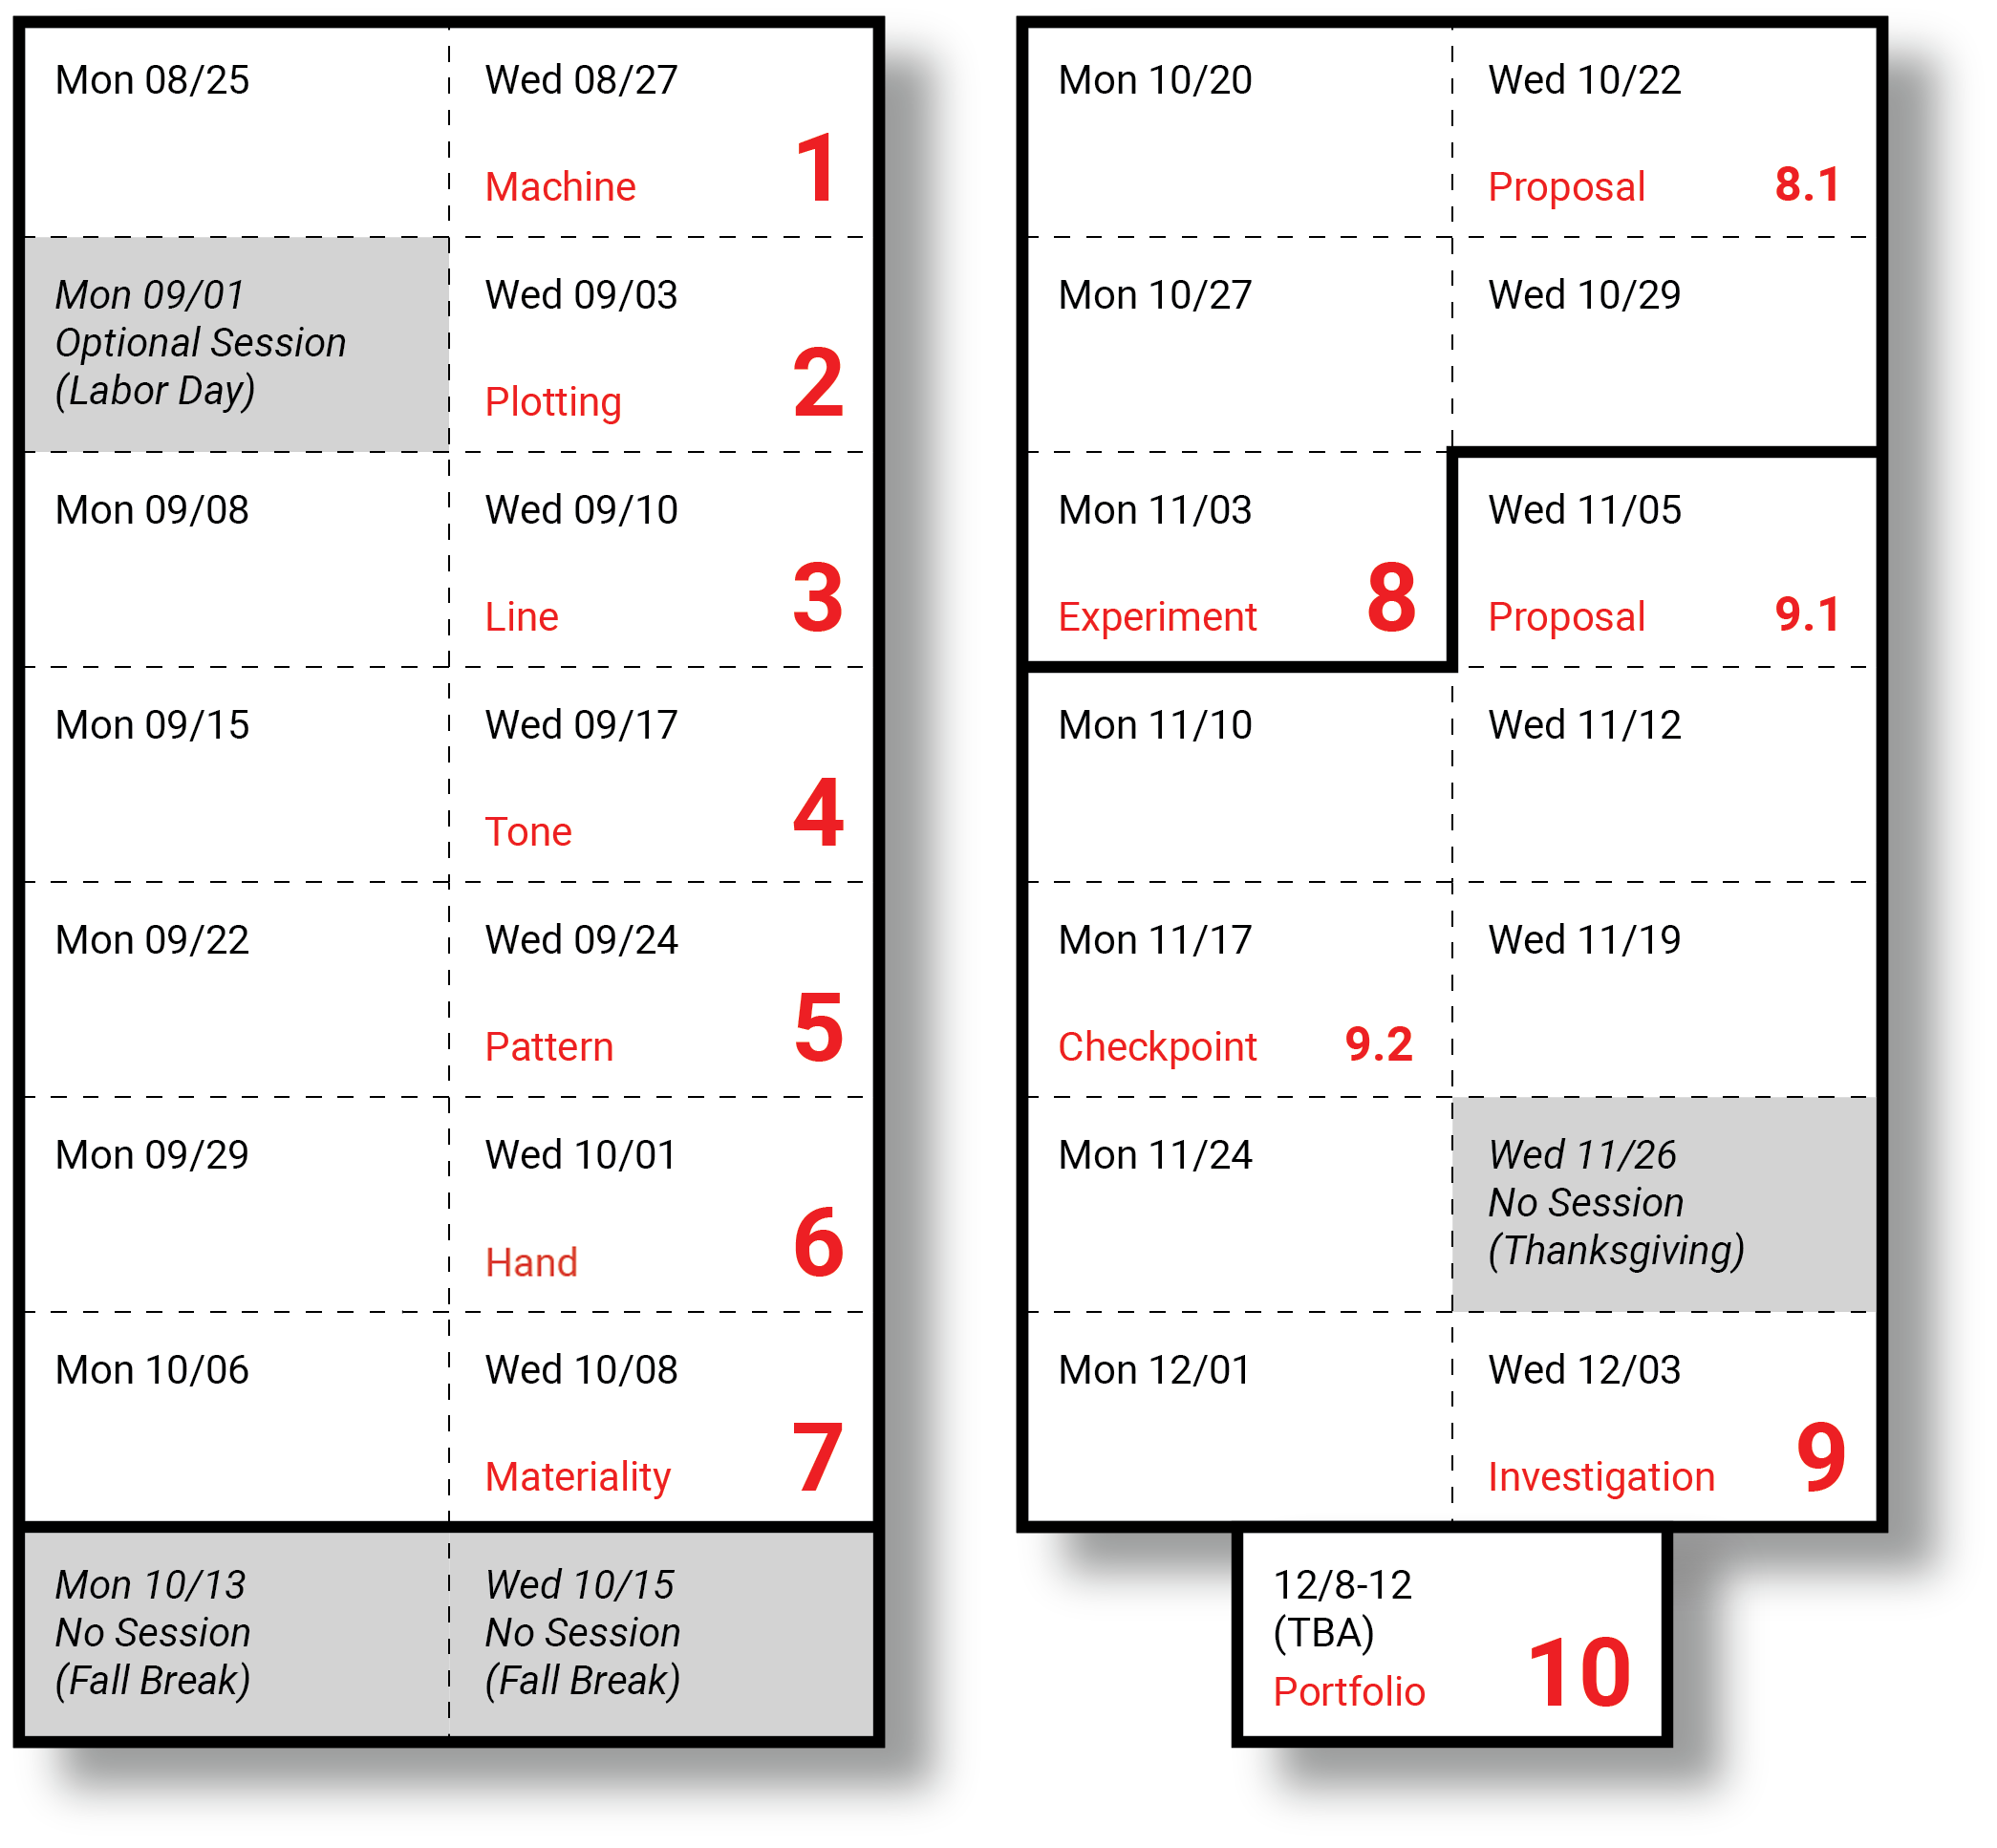 Mon 08/25
Wed 08/27
Machine 1
Mon 09/01
Optional Session
(Labor Day)
Wed 09/03
Plotting 2
Mon 09/08
Wed 09/10
Line 3
Mon 09/15
Wed 09/17
Tone 4
Mon 09/22
Wed 09/24
Pattern 5
Mon 09/29
Wed 10/01
Hand 6
Mon 10/06
Wed 10/08
Materiality 7
Mon 10/13
No Session
(Fall Break)
Wed 10/15
No Session
(Fall Break)
Mon 10/20
Wed 10/22
Proposal 8.1
Mon 10/27
Wed 10/29
Mon 11/03
Experiment 8
Wed 11/05
Proposal 9.1
Mon 11/10
Wed 11/12
Mon 11/17
Checkpoint 9.2
Wed 11/19
Mon 11/24
Wed 11/26
No Session
(Thanksgiving)
Mon 12/01
Wed 12/03
Investigation 9
12/8-12
(TBA)
Portfolio 10